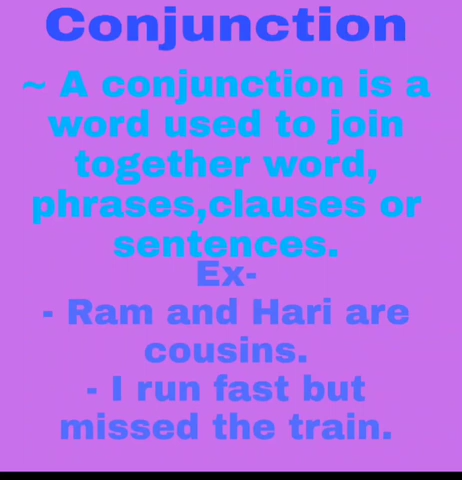 Conjunction
~ A conjunction is a
word used to join
together word,
phrases,clauses or
sentences.
Ex-
- Ram and Hari are
cousins.
- I run fast but
missed the train.